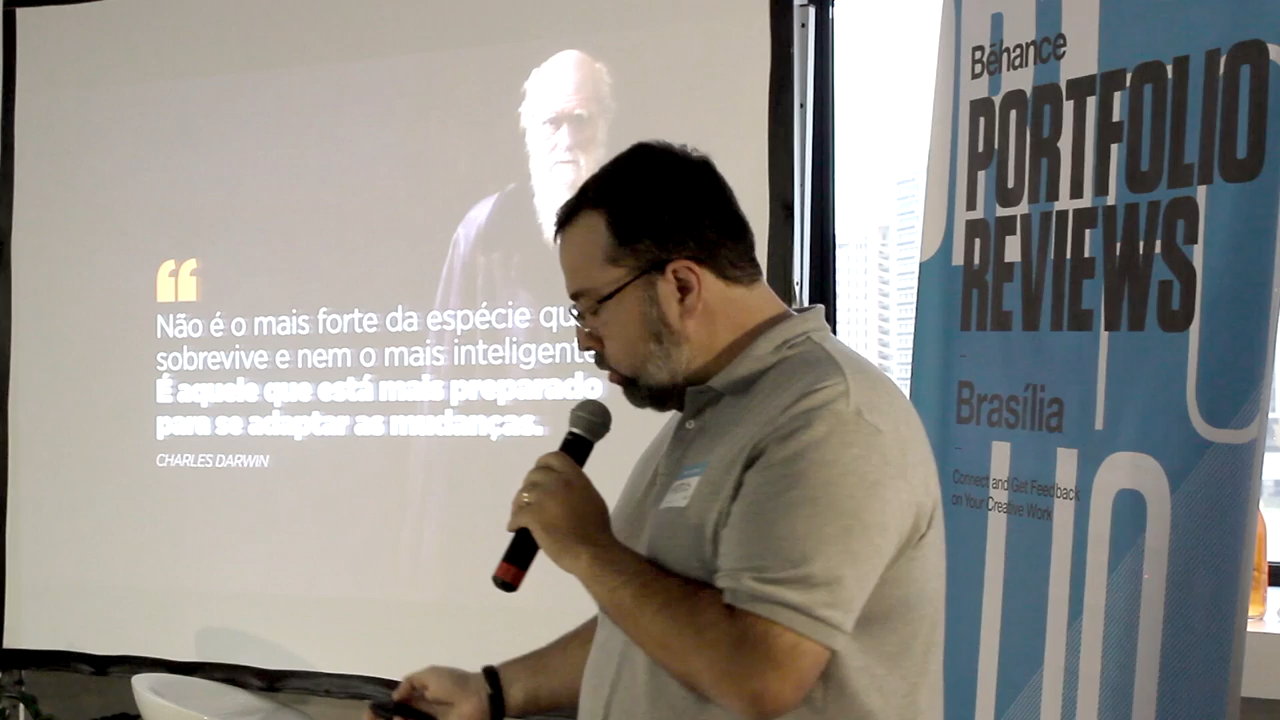 “
Não é o mais forte da espécie qu
sobrevive e nem o mais inteligente
É aquele que está mais preparado
para se adaptar as mudanças.
CHARLES DARWIN
Bēhance
PORTFOLIO
REVIEWS
Brasília
Connect and Get Feedback
on Your Creative Work